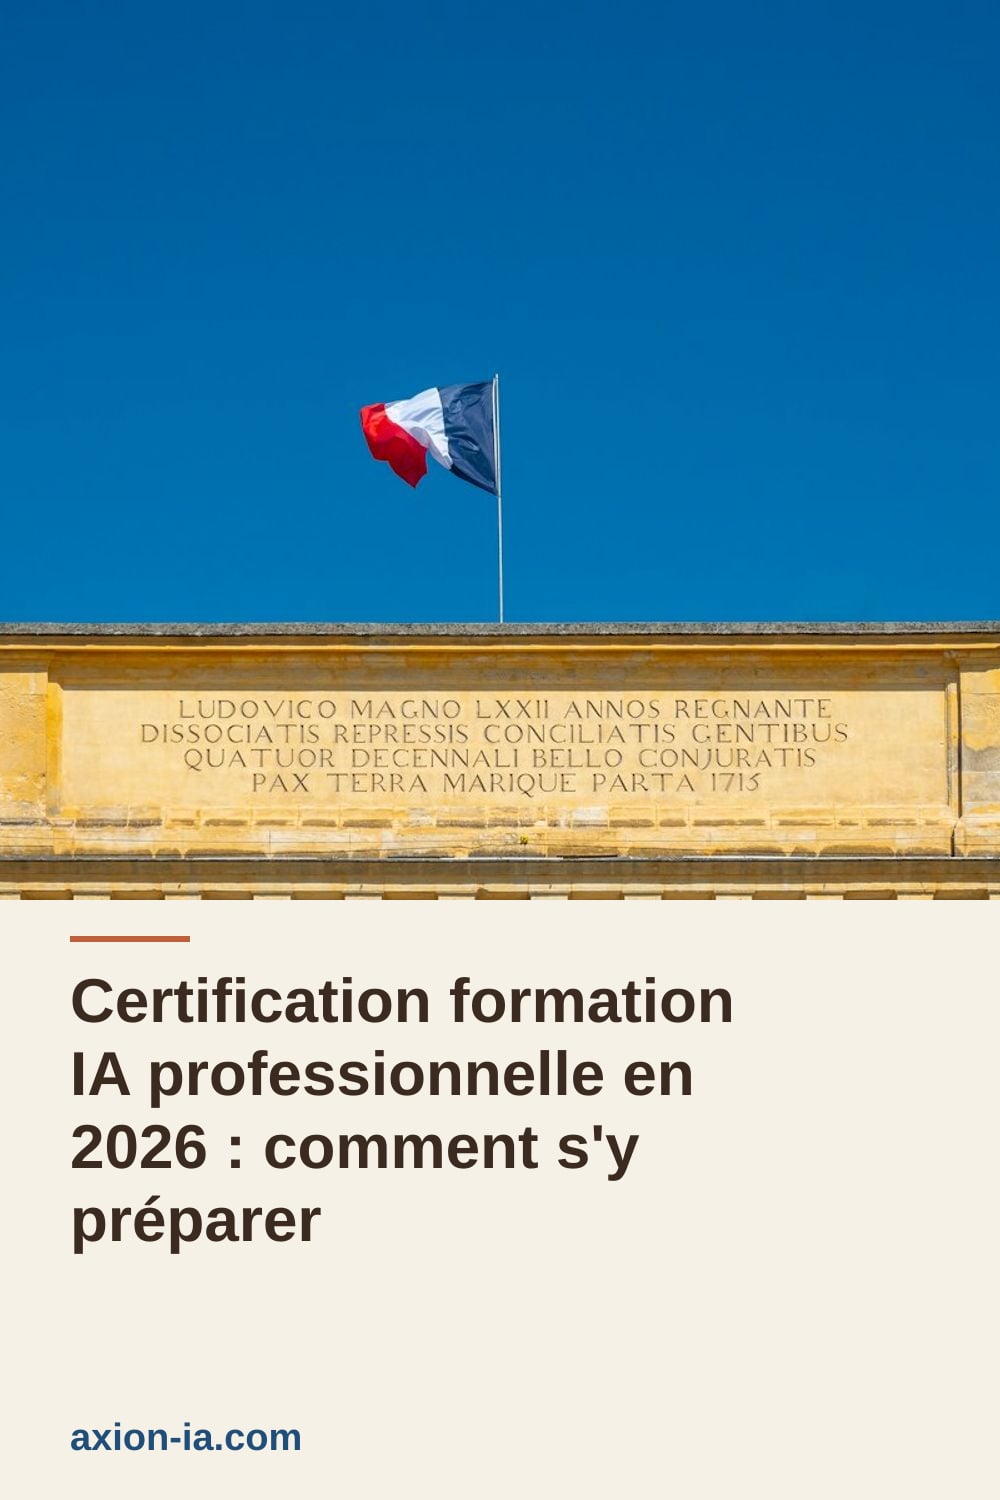 LUDOVICO MAGNO LXXII ANNOS REGNANTE
DISSOCIATIS REPRESSIS CONCILIATIS GENTIBUS
QUATUOR DECENNALI BELLO CONJURATIS
PAX TERRA MARIQUE PARTA 1715
Certification formation
IA professionnelle en
2026 : comment s'y
préparer
axion-ia.com